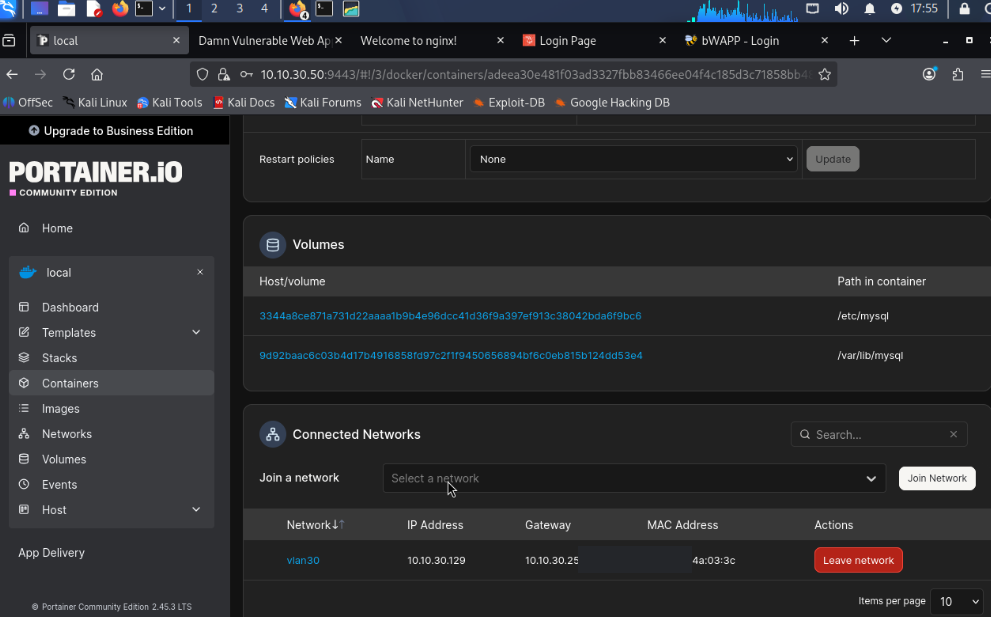 1 2 3 4 4 17:55
local × Damn Vulnerable Web Ap × Welcome to nginx! × Login Page × bWAPP - Login ×
10.10.30.50:9443/#!/3/docker/containers/adeea30e481f03ad3327fbb83466ee04f4c185d3c71858bb4
OffSec Kali Linux Kali Tools Kali Docs Kali Forums Kali NetHunter Exploit-DB Google Hacking DB
Upgrade to Business Edition
PORTAINER.iO
COMMUNITY EDITION
Home
local ×
Dashboard
Templates
Stacks
Containers
Images
Networks
Volumes
Events
Host
App Delivery
© Portainer Community Edition 2.45.3 LTS
Restart policies Name None Update
Volumes
Host/volume Path in container
3344a8ce871a731d22aaaa1b9b4e96dcc41d36f9a397ef913c38042bda6f9bc6 /etc/mysql
9d92baac6c03b4d17b4916858fd97c2f1f9450656894bf6c0eb815b124dd53e4 /var/lib/mysql
Connected Networks Search...
Join a network Select a network Join Network
Network IP Address Gateway MAC Address Actions
vlan30 10.10.30.129 10.10.30.25 4a:03:3c Leave network
Items per page 10